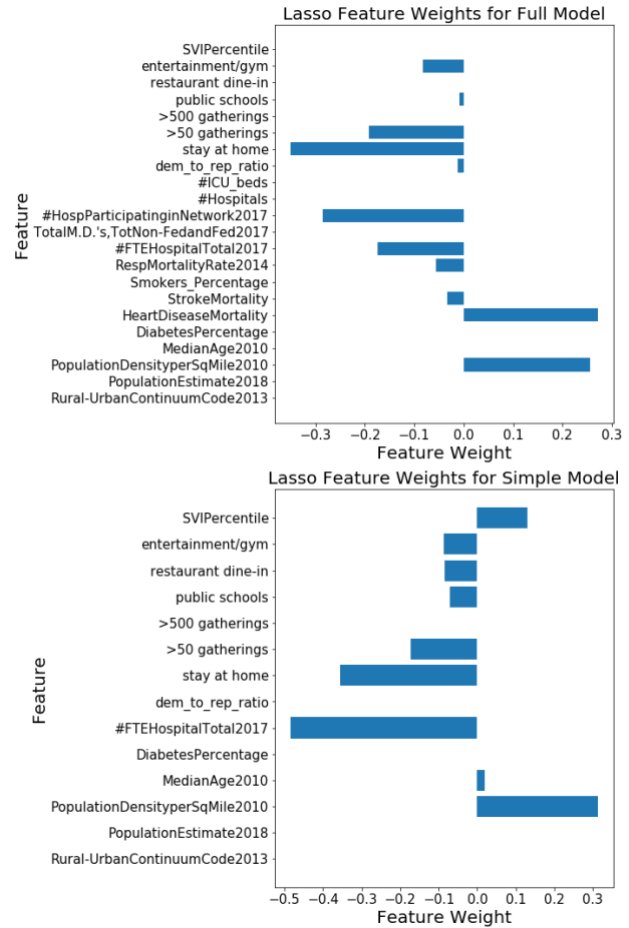 Lasso Feature Weights for Full Model
Feature
SVIPercentile
entertainment/gym
restaurant dine-in
public schools
>500 gatherings
>50 gatherings
stay at home
dem_to_rep_ratio
#ICU_beds
#Hospitals
#HospParticipatinginNetwork2017
TotalM.D.'s,TotNon-FedandFed2017
#FTEHospitalTotal2017
RespMortalityRate2014
Smokers_Percentage
StrokeMortality
HeartDiseaseMortality
DiabetesPercentage
MedianAge2010
PopulationDensityperSqMile2010
PopulationEstimate2018
Rural-UrbanContinuumCode2013
−0.3 −0.2 −0.1 0.0 0.1 0.2 0.3
Feature Weight
Lasso Feature Weights for Simple Model
Feature
SVIPercentile
entertainment/gym
restaurant dine-in
public schools
>500 gatherings
>50 gatherings
stay at home
dem_to_rep_ratio
#FTEHospitalTotal2017
DiabetesPercentage
MedianAge2010
PopulationDensityperSqMile2010
PopulationEstimate2018
Rural-UrbanContinuumCode2013
−0.5 −0.4 −0.3 −0.2 −0.1 0.0 0.1 0.2 0.3
Feature Weight